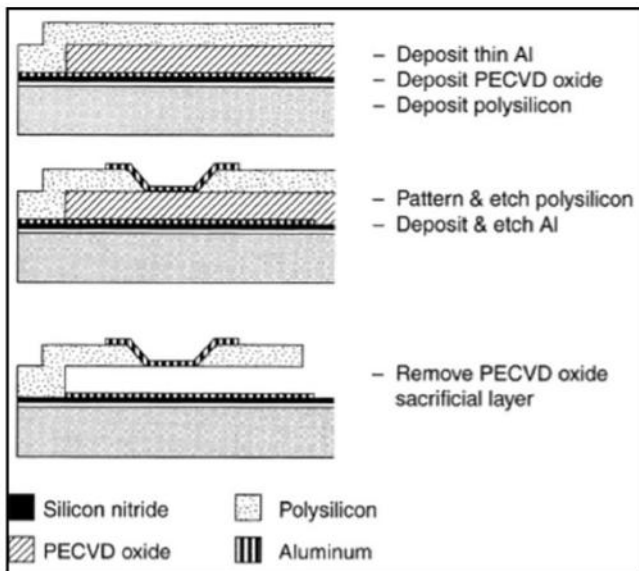 – Deposit thin Al
– Deposit PECVD oxide
– Deposit polysilicon
– Pattern & etch polysilicon
– Deposit & etch Al
– Remove PECVD oxide
sacrificial layer
Silicon nitride
Polysilicon
PECVD oxide
Aluminum